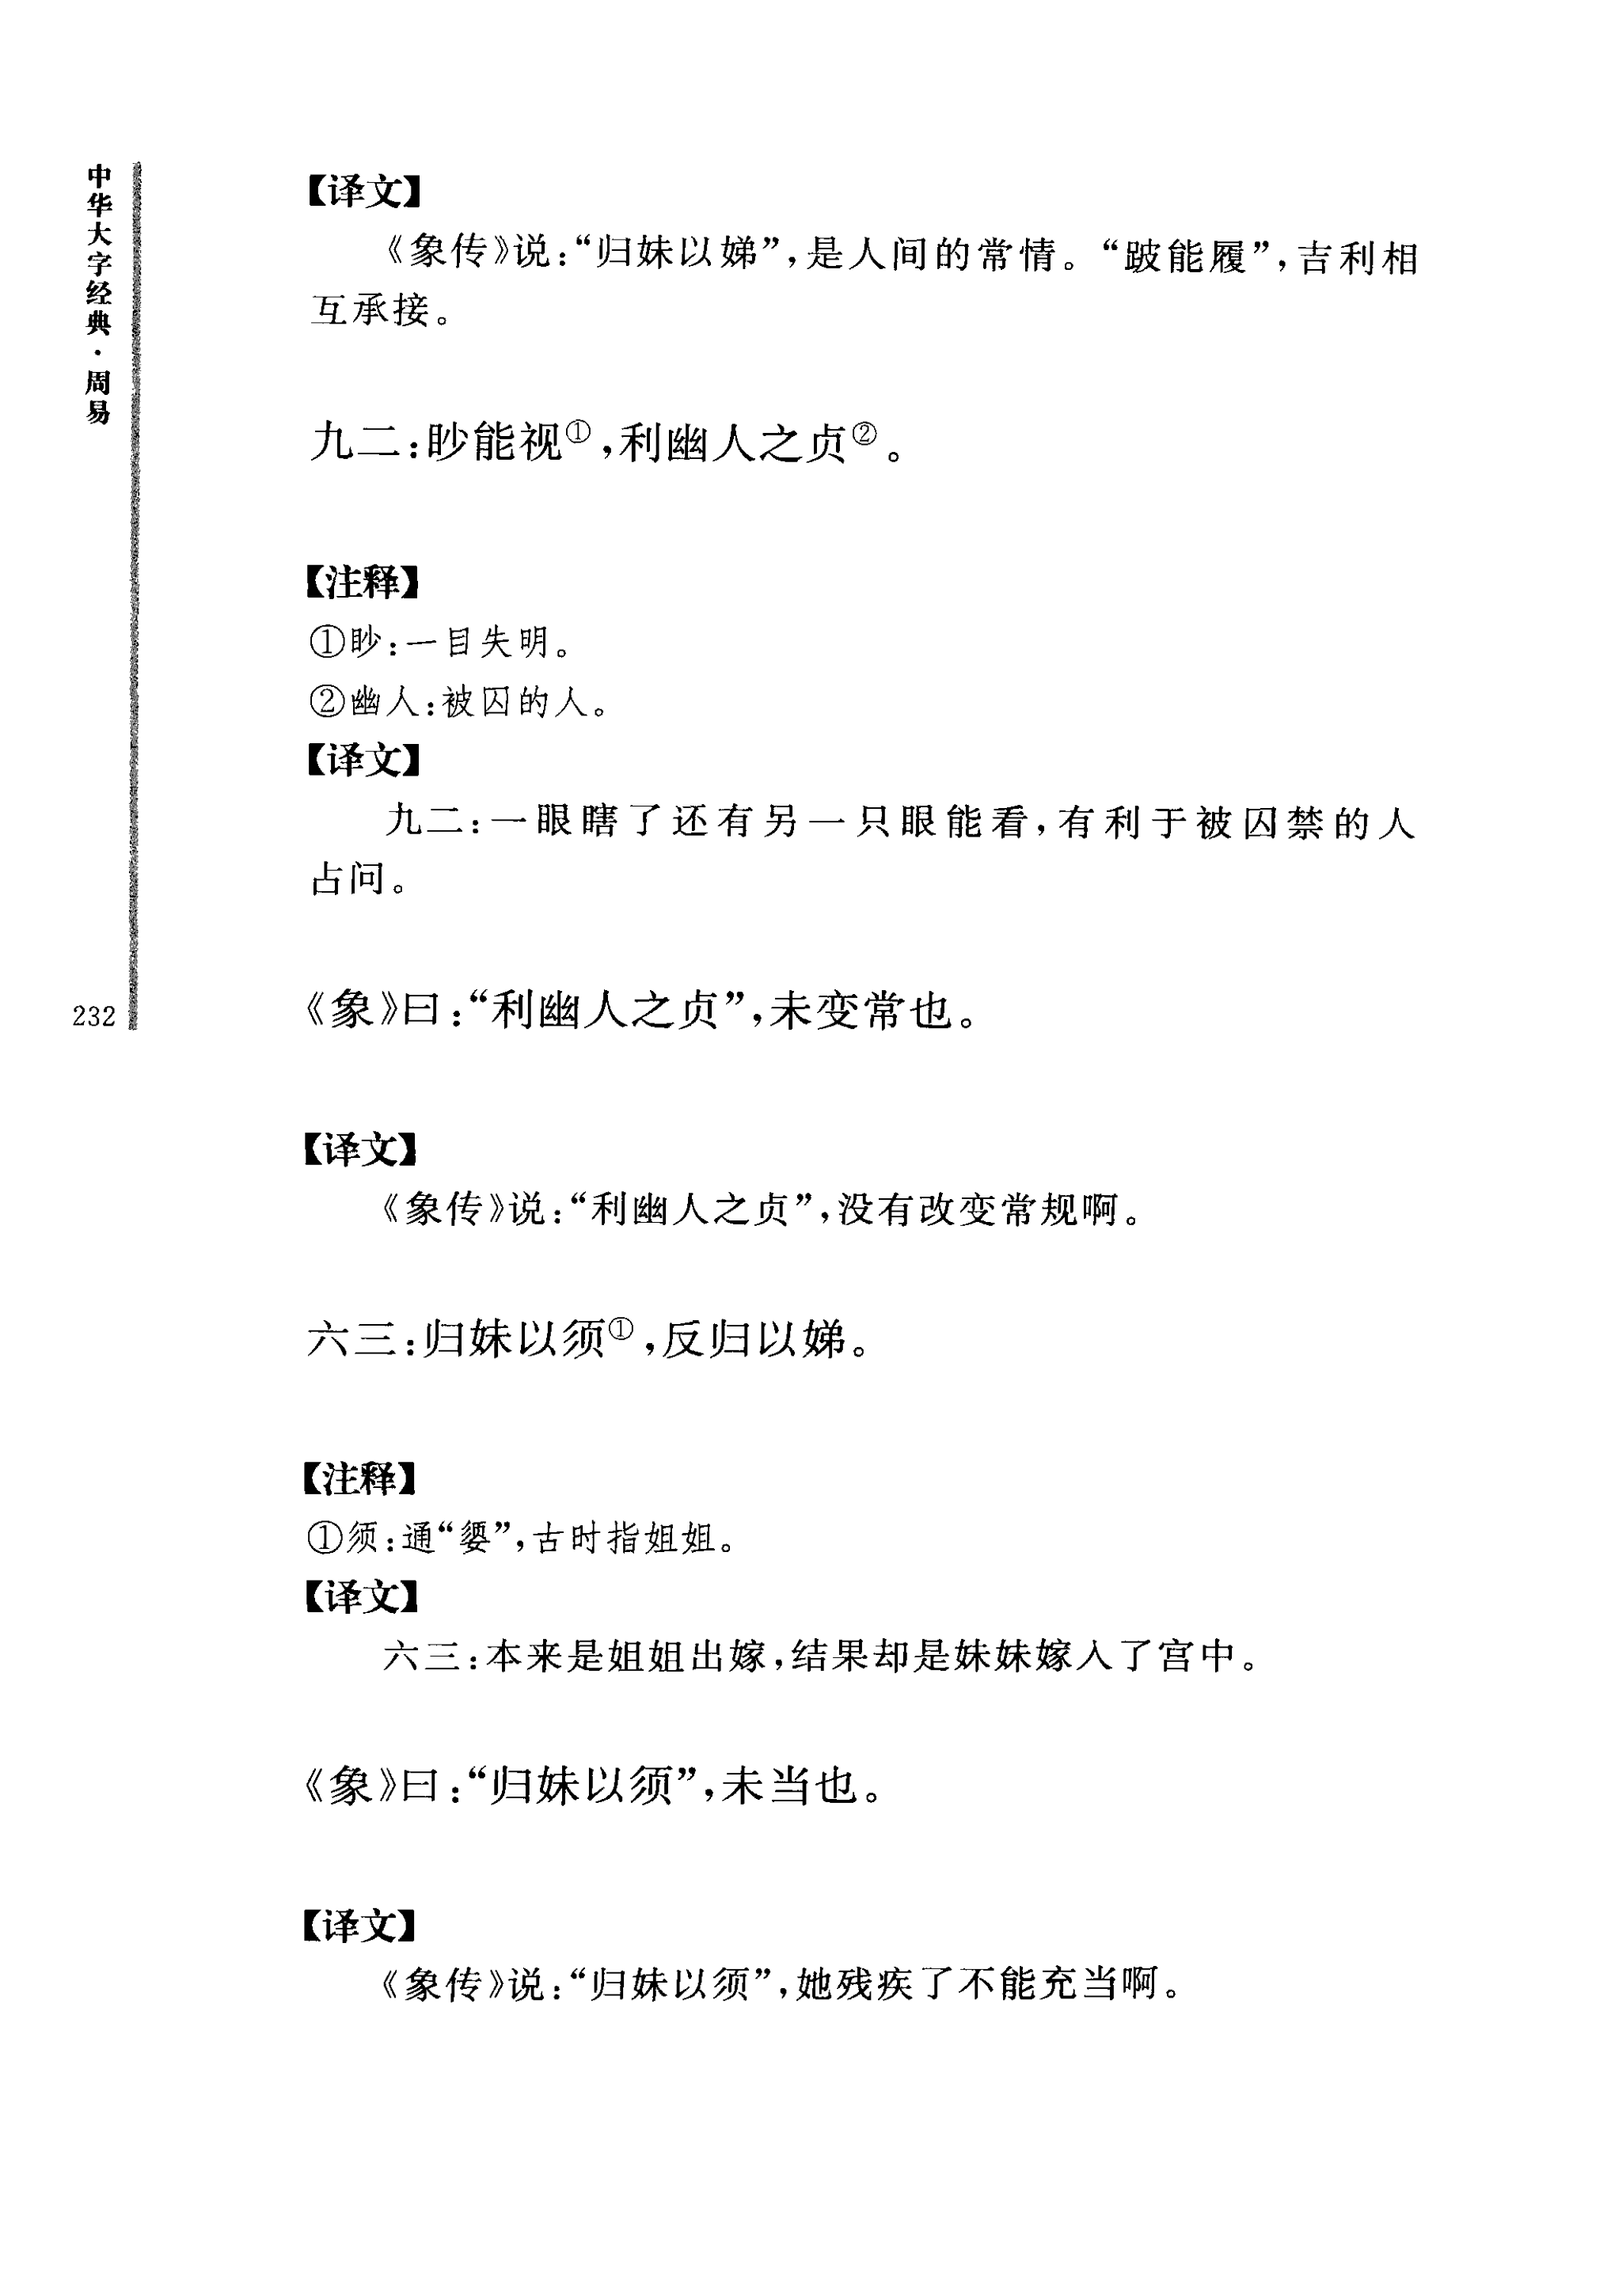 中华大字经典·周易
232
【译文】
《象传》说：“归妹以娣”，是人间的常情。“跛能履”，吉利相
互承接。
九二：眇能视①，利幽人之贞②。
【注释】
①眇：一目失明。
②幽人：被囚的人。
【译文】
九二：一眼瞎了还有另一只眼能看，有利于被囚禁的人
占问。
《象》曰：“利幽人之贞”，未变常也。
【译文】
《象传》说：“利幽人之贞”，没有改变常规啊。
六三：归妹以须①，反归以娣。
【注释】
①须：通“媭”，古时指姐姐。
【译文】
六三：本来是姐姐出嫁，结果却是妹妹嫁入了宫中。
《象》曰：“归妹以须”，未当也。
【译文】
《象传》说：“归妹以须”，她残疾了不能充当啊。